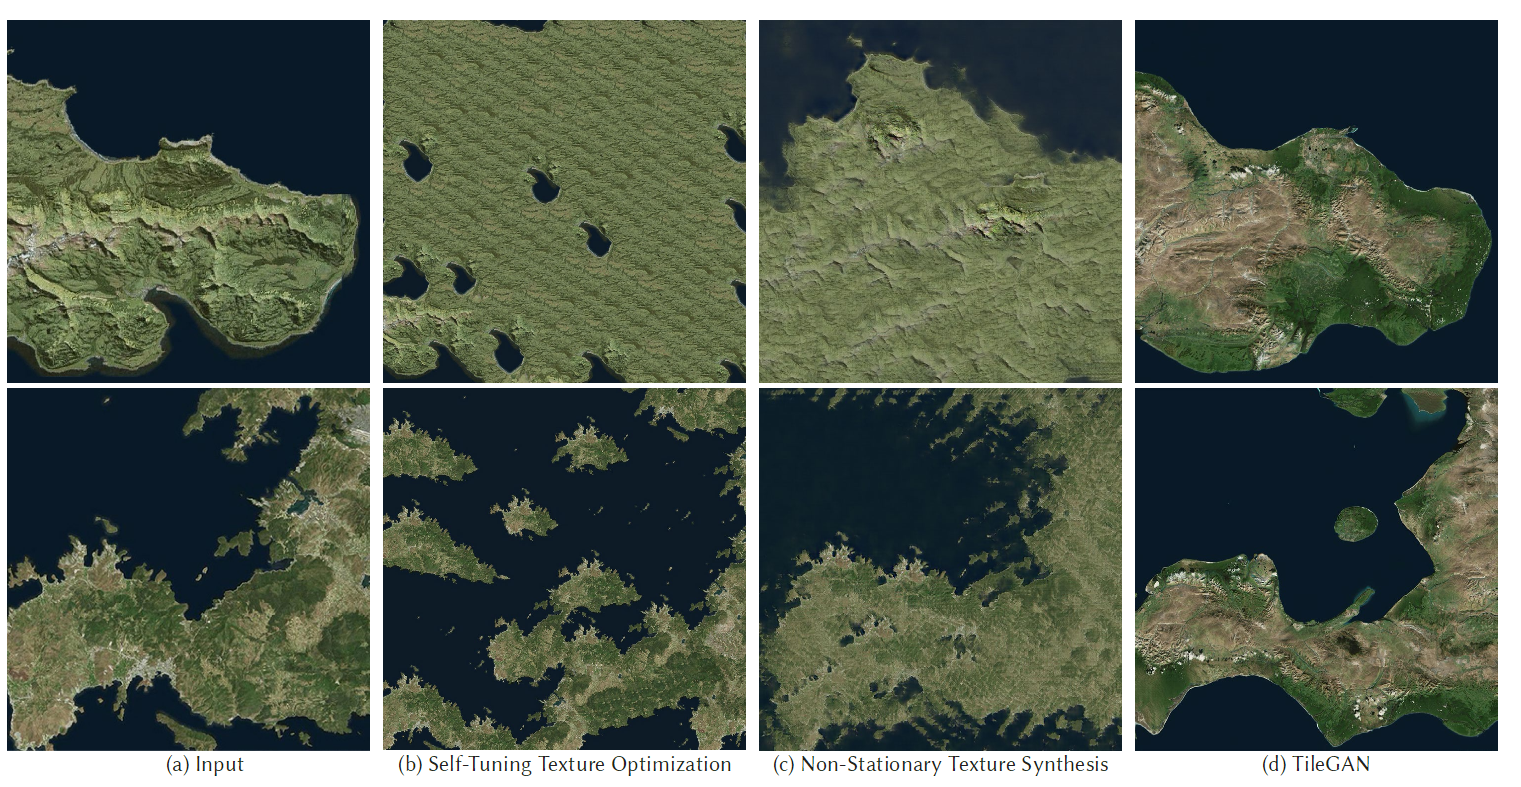 (a) Input
(b) Self-Tuning Texture Optimization
(c) Non-Stationary Texture Synthesis
(d) TileGAN